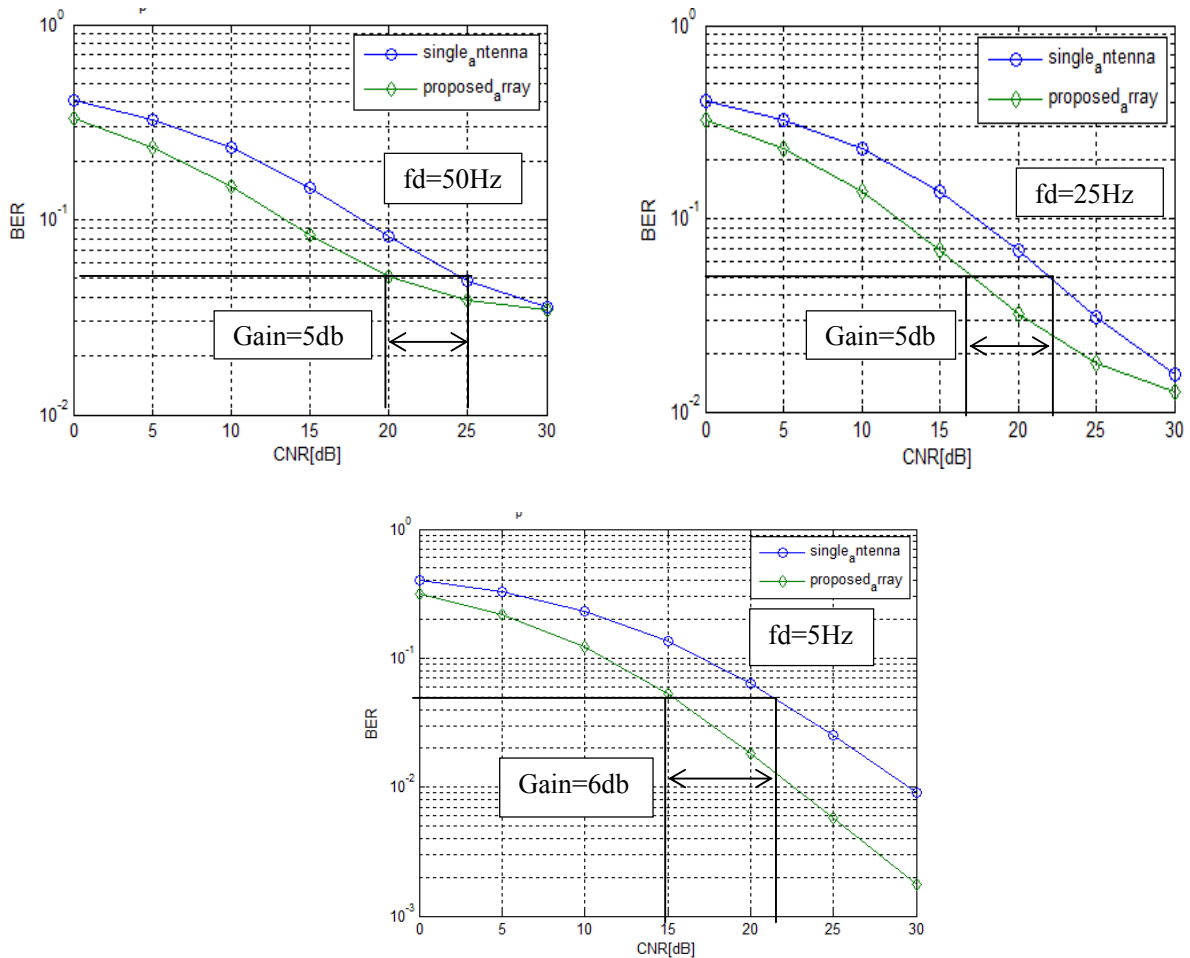 p
10^0
single_antenna
proposed_array
fd=50Hz
10^-1
BER
Gain=5db
10^-2
0 5 10 15 20 25 30
CNR[dB]
10^0
single_antenna
proposed_array
fd=25Hz
10^-1
BER
Gain=5db
10^-2
0 5 10 15 20 25 30
CNR[dB]
p
10^0
single_antenna
proposed_array
fd=5Hz
10^-1
BER
Gain=6db
10^-2
10^-3
0 5 10 15 20 25 30
CNR[dB]